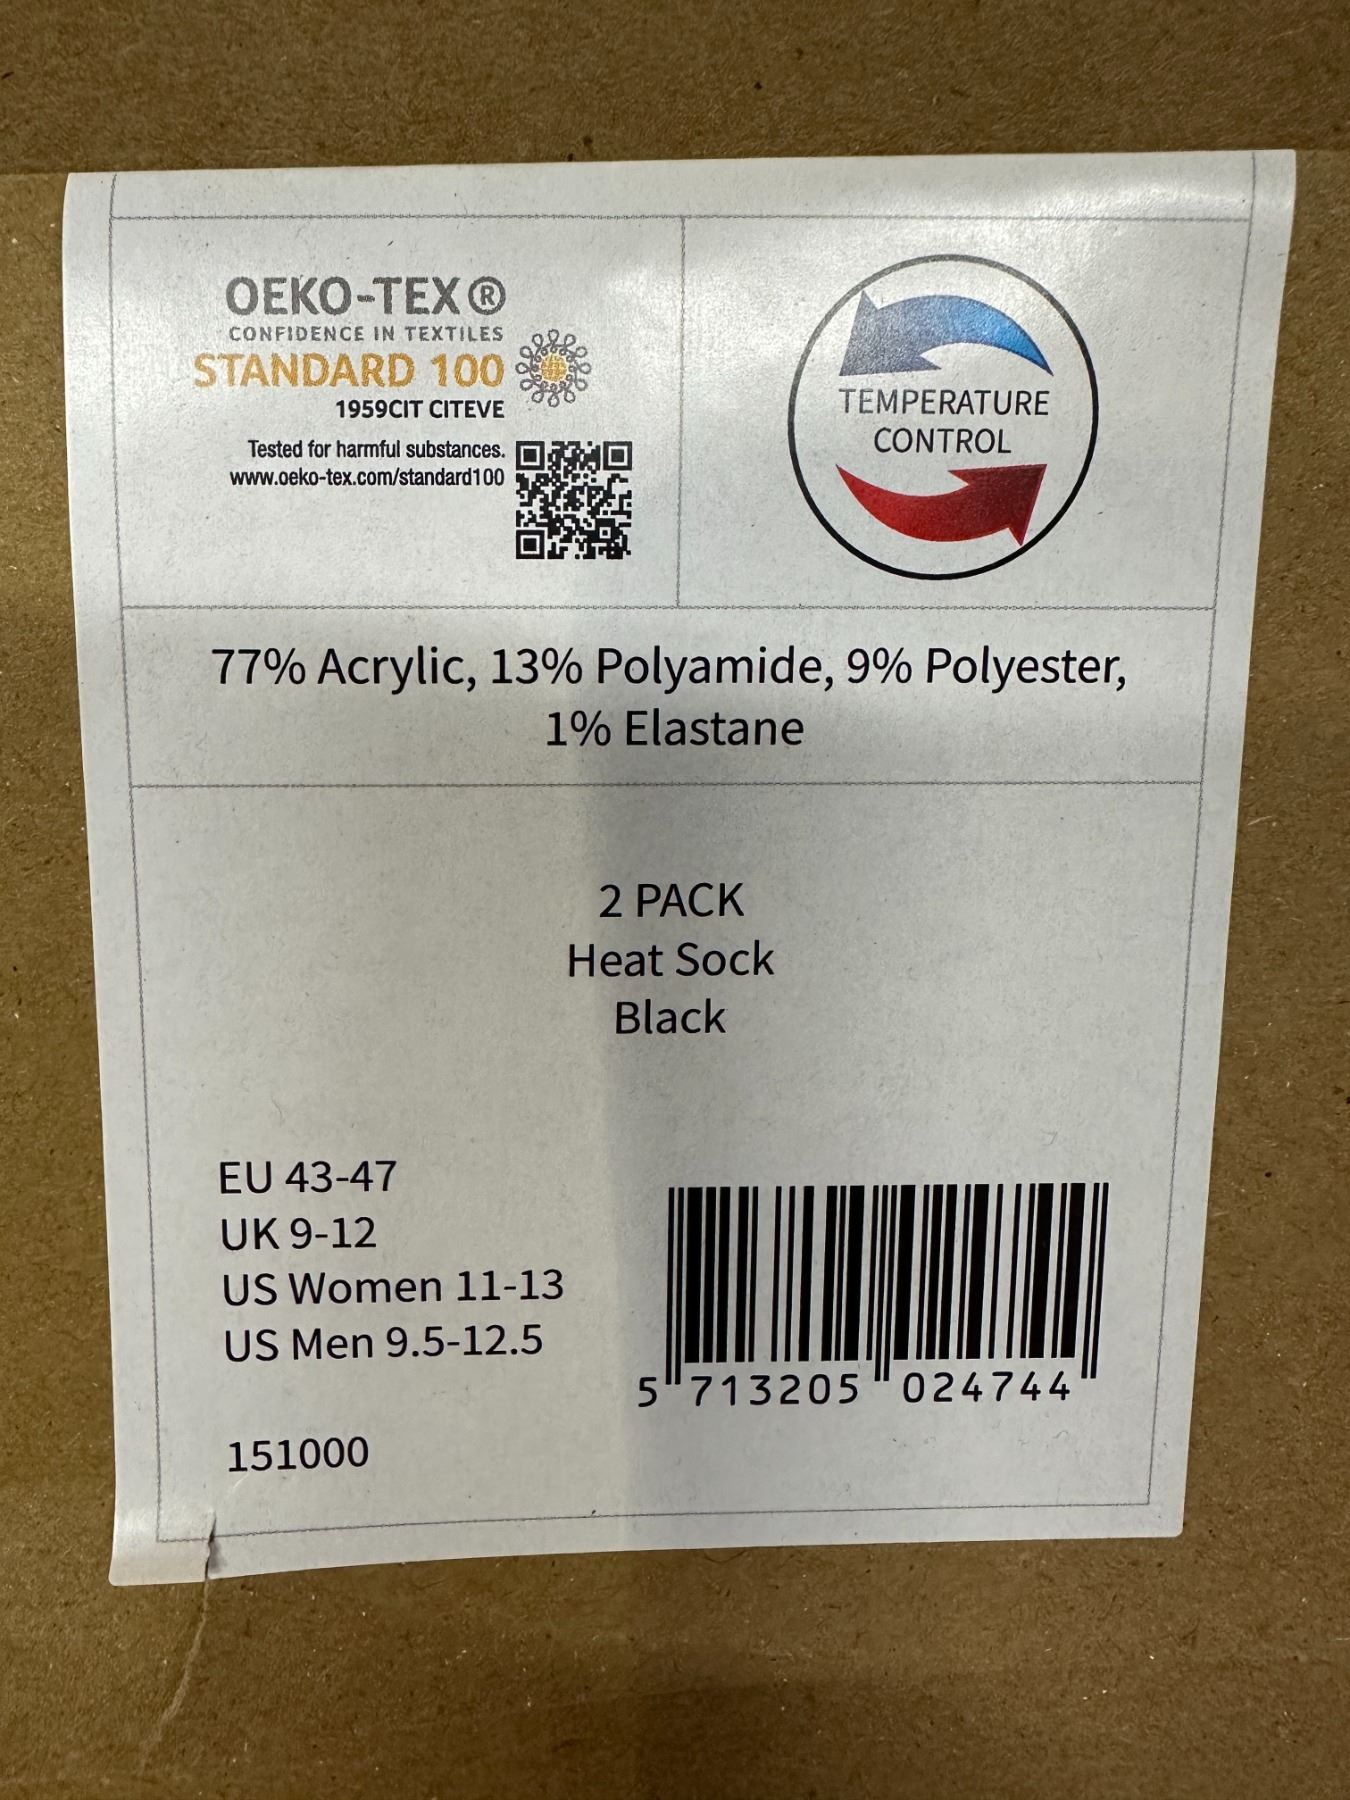 OEKO-TEX®
CONFIDENCE IN TEXTILES
STANDARD 100
1959CIT CITEVE
Tested for harmful substances.
www.oeko-tex.com/standard100
TEMPERATURE
CONTROL
77% Acrylic, 13% Polyamide, 9% Polyester,
1% Elastane
2 PACK
Heat Sock
Black
EU 43-47
UK 9-12
US Women 11-13
US Men 9.5-12.5
151000
5 713205 024744